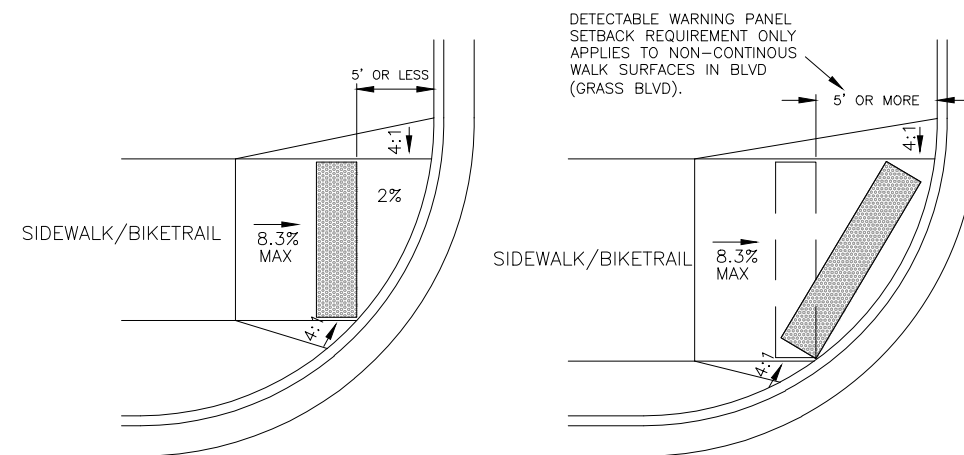 DETECTABLE WARNING PANEL
SETBACK REQUIREMENT ONLY
APPLIES TO NON-CONTINOUS
WALK SURFACES IN BLVD
(GRASS BLVD).
5' OR LESS
5' OR MORE
4:1
4:1
2%
SIDEWALK/BIKETRAIL
8.3%
MAX
4:1
SIDEWALK/BIKETRAIL
8.3%
MAX
4:1